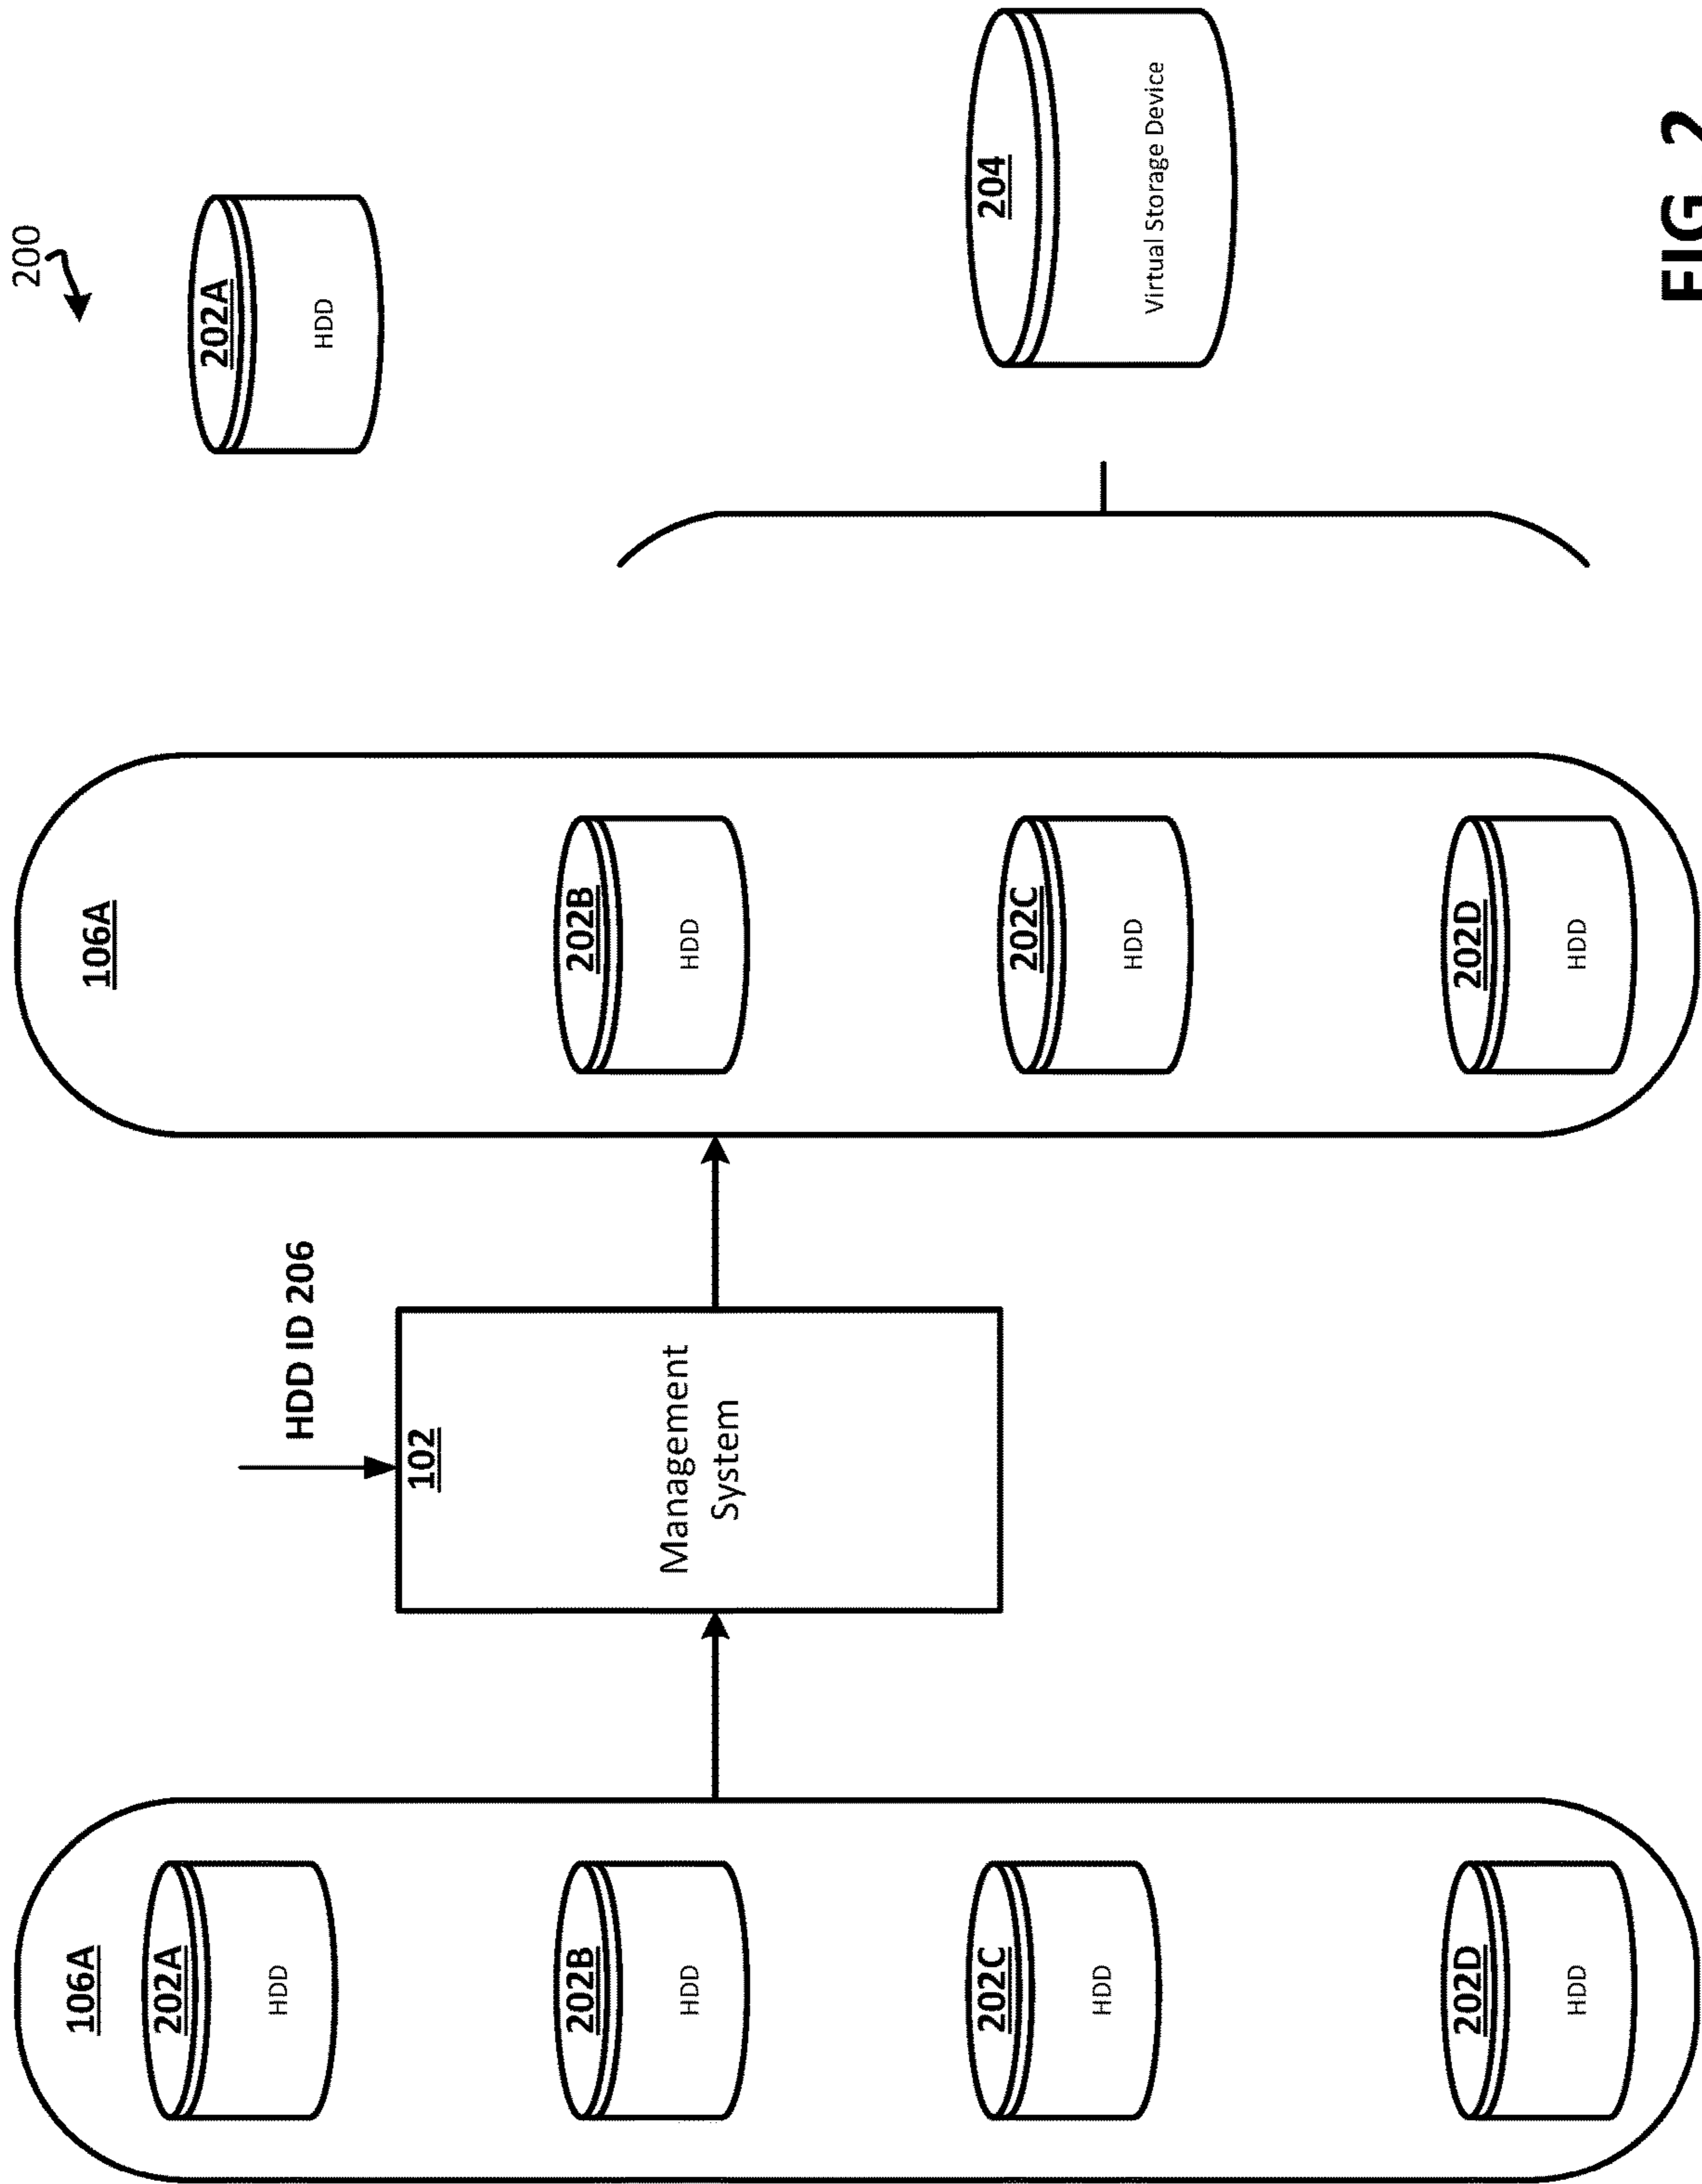 200
106A
202A
HDD
202B
HDD
202C
HDD
202D
HDD
HDD ID 206
102
Management
System
106A
202B
HDD
202C
HDD
202D
HDD
202A
HDD
204
Virtual Storage Device
FIG. 2